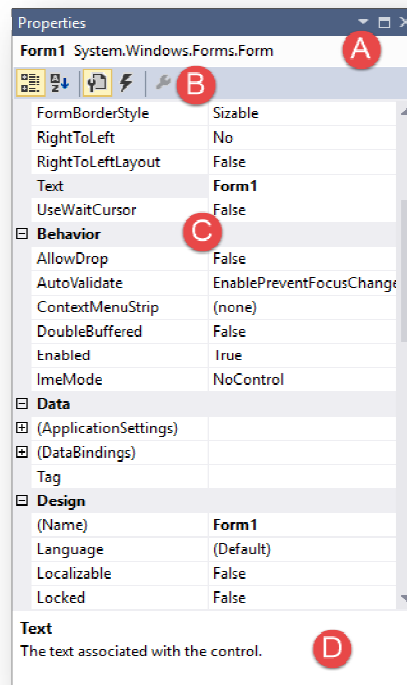 Properties
Form1 System.Windows.Forms.Form
A
B
FormBorderStyle Sizable
RightToLeft No
RightToLeftLayout False
Text Form1
UseWaitCursor False
C
Behavior
AllowDrop False
AutoValidate EnablePreventFocusChange
ContextMenuStrip (none)
DoubleBuffered False
Enabled True
ImeMode NoControl
Data
(ApplicationSettings)
(DataBindings)
Tag
Design
(Name) Form1
Language (Default)
Localizable False
Locked False
Text
The text associated with the control.
D